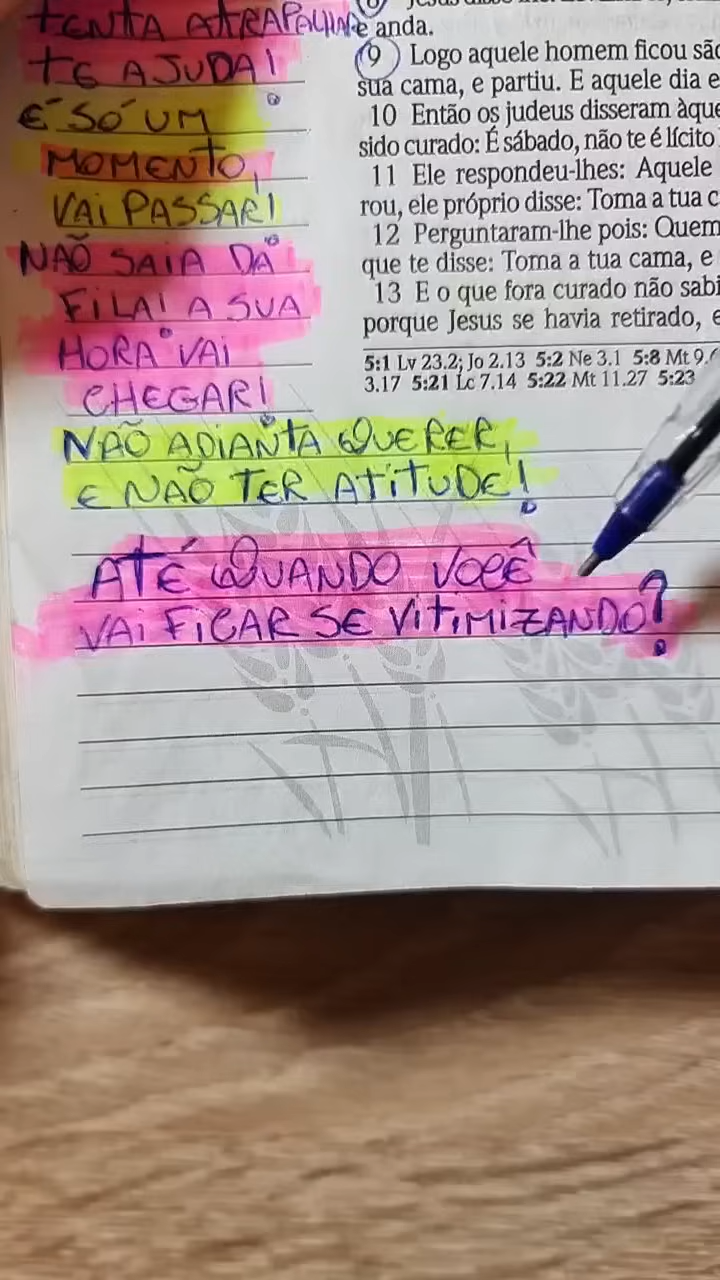 TENTA ATRAPALHA
TE AJUDA!
É SÓ UM
MOMENTO,
VAI PASSAR!
NÃO SAIA DA
FILA! A SUA
HORA VAI
CHEGAR!
NÃO ADIANTA QUERER,
E NÃO TER ATITUDE!
ATÉ QUANDO VOCÊ
VAI FICAR SE VITIMIZANDO?
e anda.
9 Logo aquele homem ficou são
sua cama, e partiu. E aquele dia e
10 Então os judeus disseram àque
sido curado: É sábado, não te é lícito
11 Ele respondeu-lhes: Aquele
rou, ele próprio disse: Toma a tua c
12 Perguntaram-lhe pois: Quem
que te disse: Toma a tua cama, e
13 E o que fora curado não sabi
porque Jesus se havia retirado, e
5:1 Lv 23.2; Jo 2.13 5:2 Ne 3.1 5:8 Mt 9.6
3.17 5:21 Lc 7.14 5:22 Mt 11.27 5:23